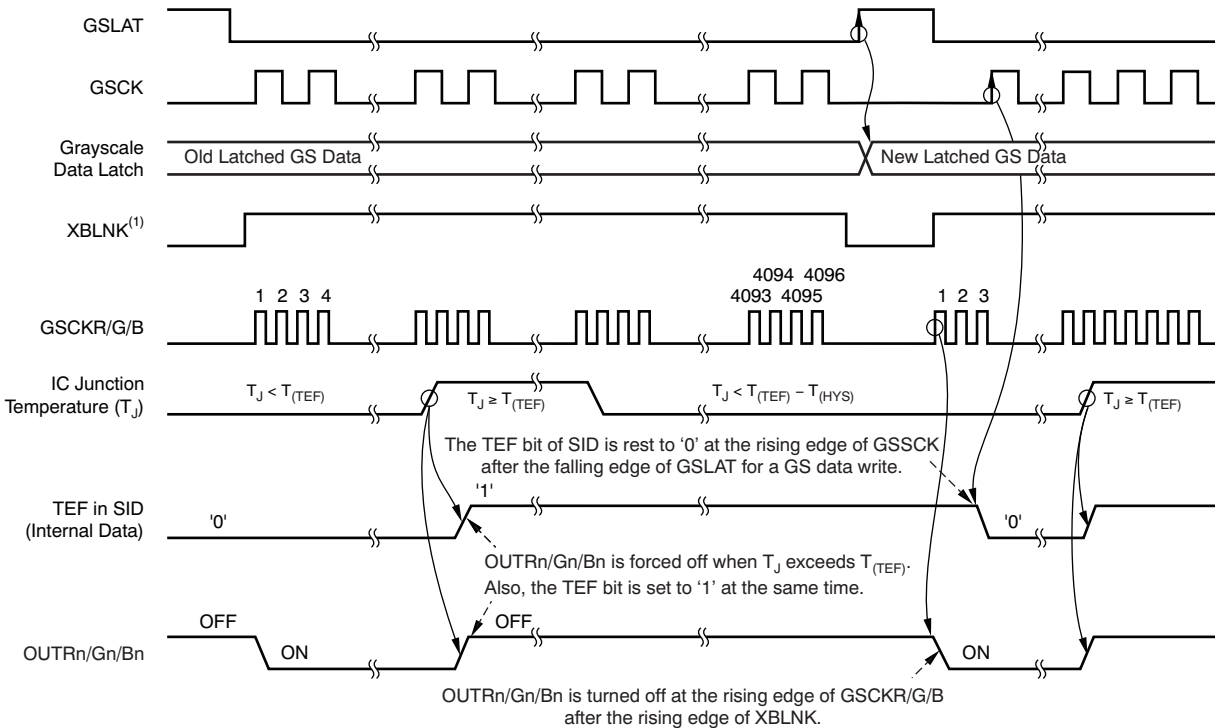 GSLAT
GSCK
Grayscale
Data Latch
Old Latched GS Data
New Latched GS Data
XBLNK(1)
4094 4096
1 2 3 4
4093 4095
1 2 3
GSCKR/G/B
IC Junction
Temperature (TJ)
TJ < T(TEF)
TJ ≥ T(TEF)
TJ < T(TEF) – T(HYS)
TJ ≥ T(TEF)
The TEF bit of SID is rest to ‘0’ at the rising edge of GSSCK
after the falling edge of GSLAT for a GS data write.
TEF in SID
(Internal Data)
'0'
'1'
'0'
OUTRn/Gn/Bn is forced off when TJ exceeds T(TEF).
Also, the TEF bit is set to ‘1’ at the same time.
OUTRn/Gn/Bn
OFF
ON
OFF
ON
OUTRn/Gn/Bn is turned off at the rising edge of GSCKR/G/B
after the rising edge of XBLNK.